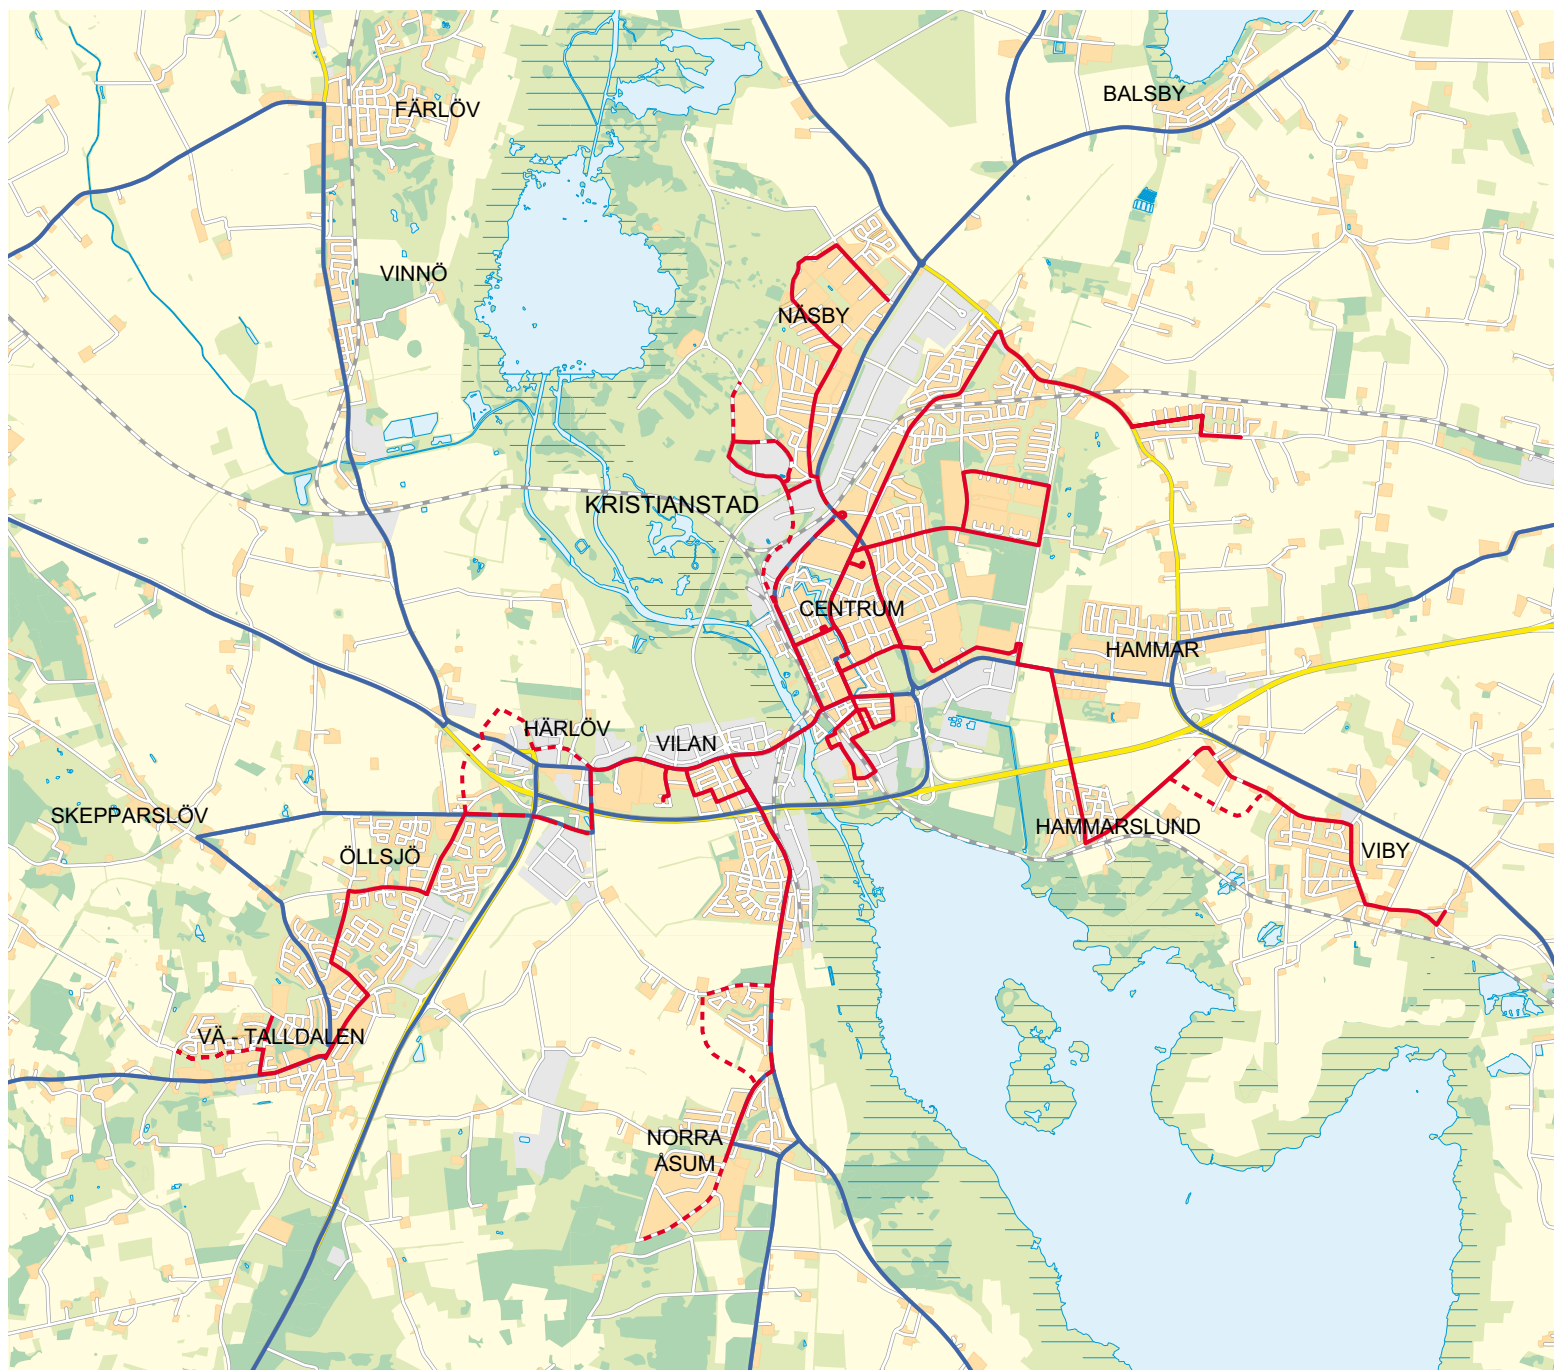 BALSBY
FÄRLÖV
VINNÖ
NÄSBY
KRISTIANSTAD
CENTRUM
HAMMAR
HÄRLÖV
VILAN
SKEPPARSLÖV
HAMMARSLUND
ÖLLSJÖ
VIBY
VÄ - TALLDALEN
NORRA
ÅSUM